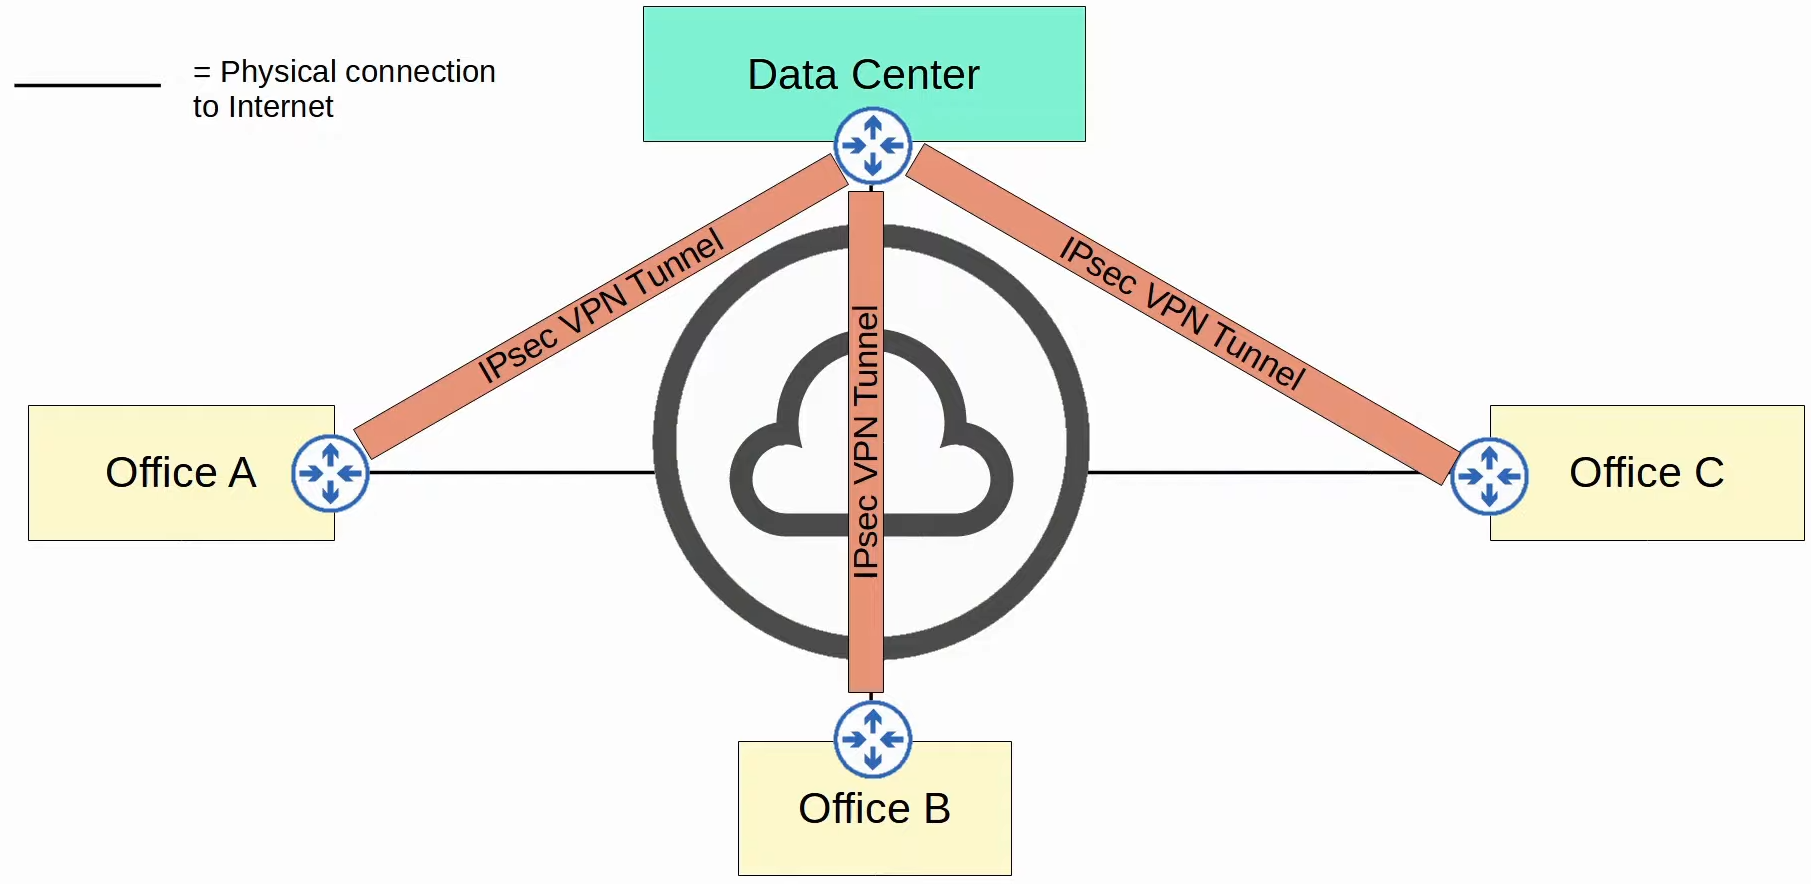 = Physical connection
to Internet
Data Center
IPsec VPN Tunnel
IPsec VPN Tunnel
IPsec VPN Tunnel
Office A
Office C
Office B